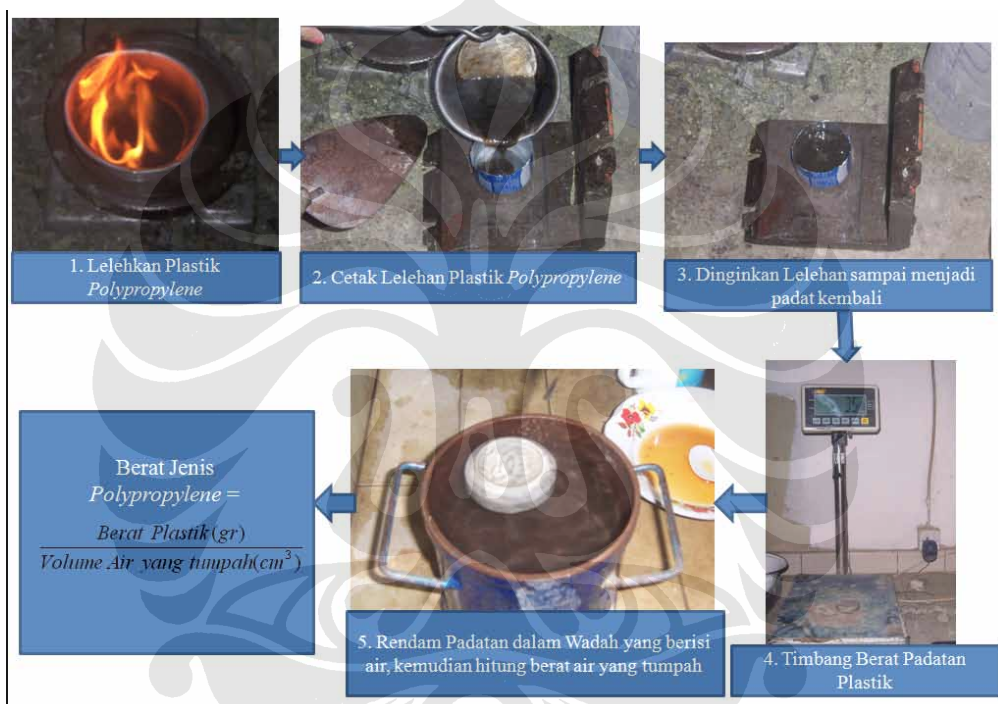 1. Lelehkan Plastik
Polypropylene
2. Cetak Lelehan Plastik Polypropylene
3. Dinginkan Lelehan sampai menjadi
padat kembali
4. Timbang Berat Padatan
Plastik
5. Rendam Padatan dalam Wadah yang berisi
air, kemudian hitung berat air yang tumpah
Berat Jenis
Polypropylene =
Berat Plastik(gr)
Volume Air yang tumpah(cm³)